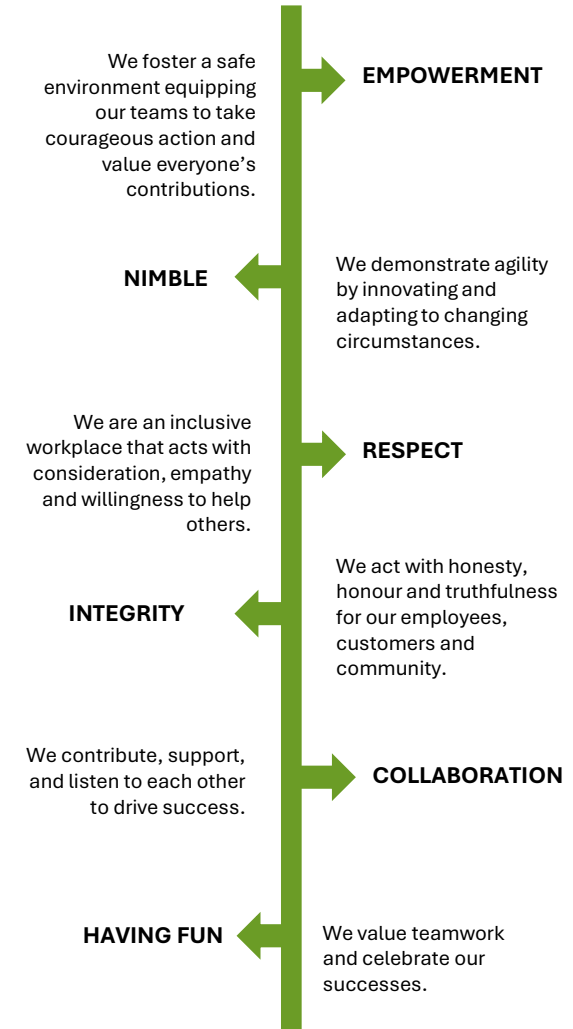 We foster a safe
environment equipping
our teams to take
courageous action and
value everyone’s
contributions.
EMPOWERMENT
NIMBLE
We demonstrate agility
by innovating and
adapting to changing
circumstances.
We are an inclusive
workplace that acts with
consideration, empathy
and willingness to help
others.
RESPECT
INTEGRITY
We act with honesty,
honour and truthfulness
for our employees,
customers and
community.
We contribute, support,
and listen to each other
to drive success.
COLLABORATION
HAVING FUN
We value teamwork
and celebrate our
successes.